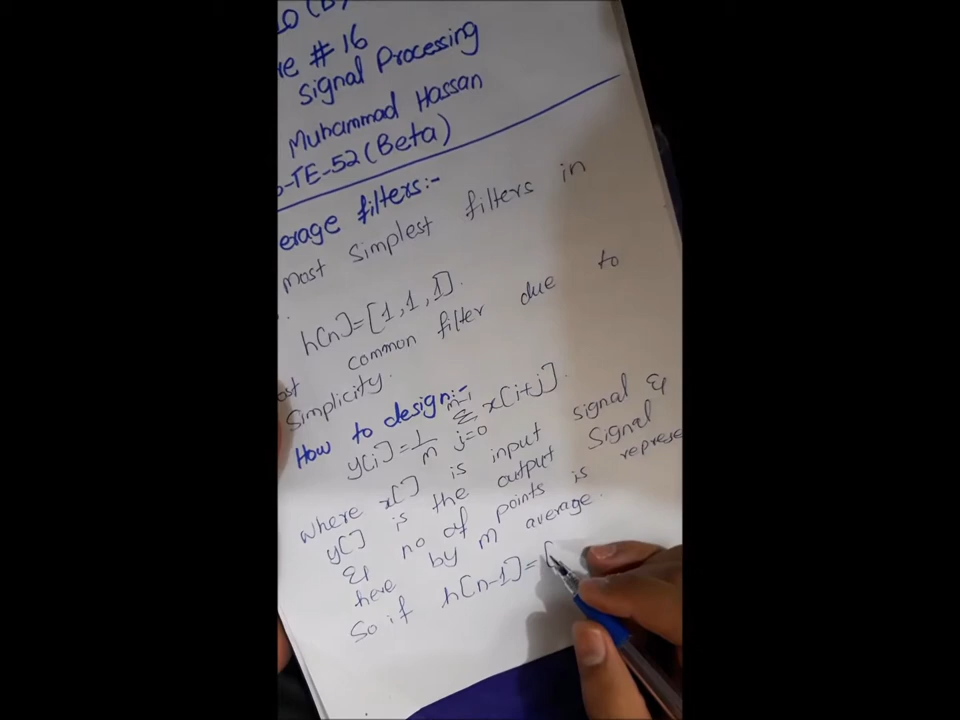 re # 16
Signal Processing
Muhammad Hassan
-TE-52(Beta)
erage filters:-
most simplest filters in
h[n]=[1,1,1].
ost common filter due to
Simplicity.
How to design:-
y[i]=1/m m-1 Σ j=0 x[i+j].
where x[] is input signal &
y[] is the output Signal
& no of points is represe
here by m average.
So if h[n-1]=[